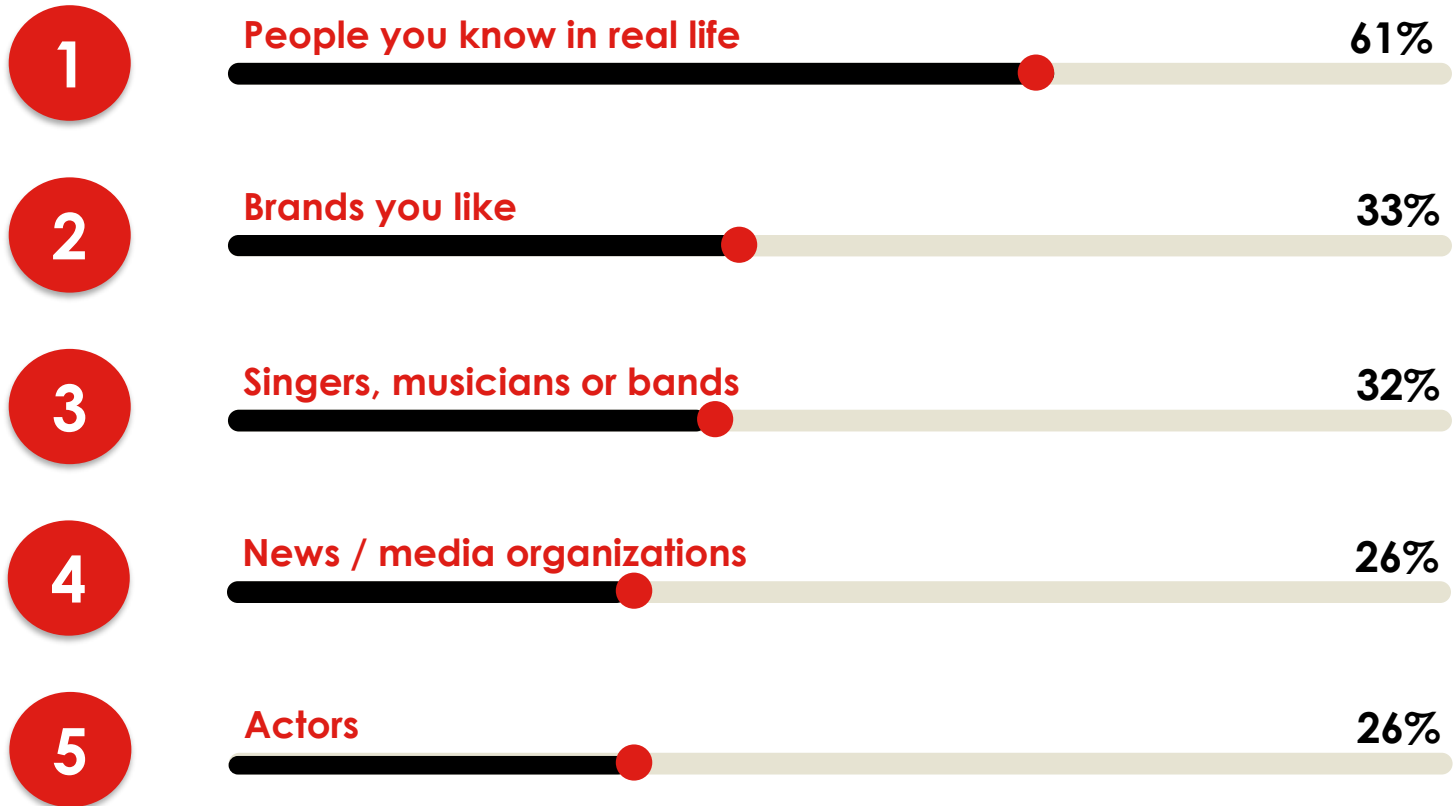 1
People you know in real life
61%
2
Brands you like
33%
3
Singers, musicians or bands
32%
4
News / media organizations
26%
5
Actors
26%